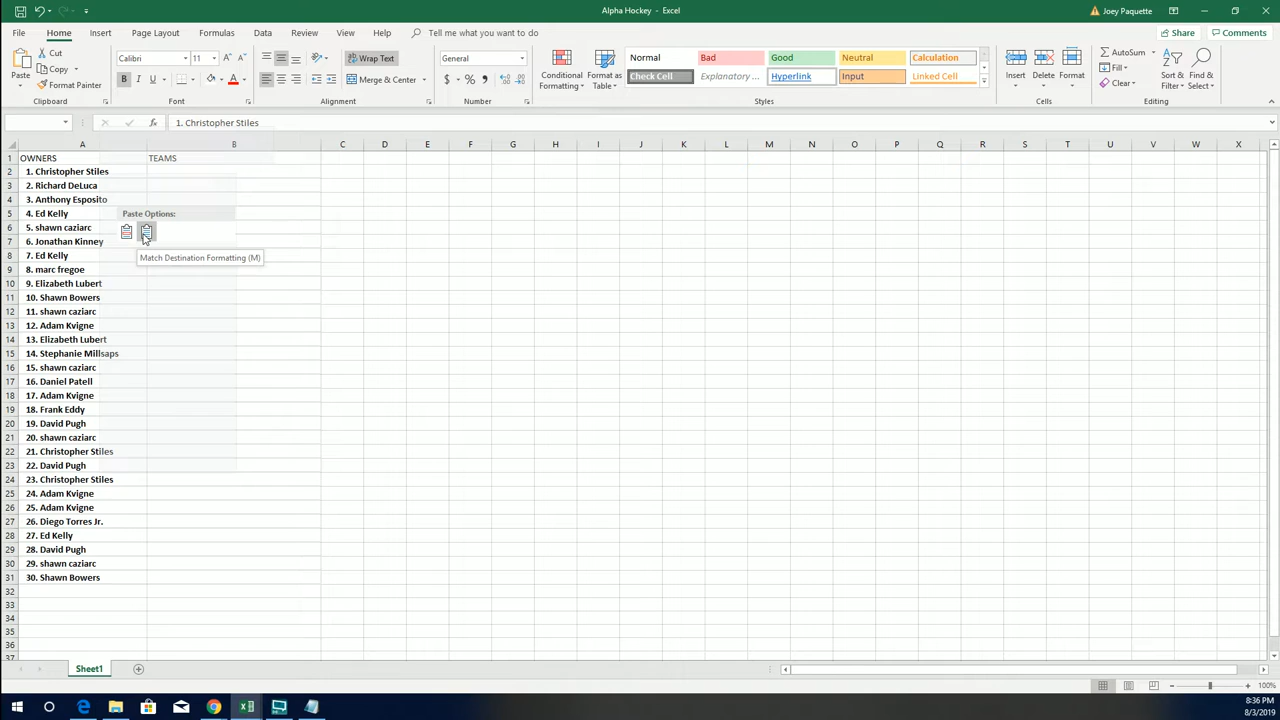 Alpha Hockey - Excel
Joey Paquette
File Home Insert Page Layout Formulas Data Review View Help Tell me what you want to do
Share Comments
Paste
Cut
Copy
Format Painter
Clipboard
Calibri 11
B I U
Font
Wrap Text
Merge & Center
Alignment
General
$ % ,
Number
Conditional Formatting
Format as Table
Normal Bad Good Neutral Calculation
Check Cell Explanatory ... Hyperlink Input Linked Cell
Styles
Insert Delete Format
Cells
AutoSum
Fill
Clear
Sort & Filter
Find & Select
Editing
1. Christopher Stiles
A B C D E F G H I J K L M N O P Q R S T U V W X
1 OWNERS TEAMS
2 1. Christopher Stiles
3 2. Richard DeLuca
4 3. Anthony Esposito
5 4. Ed Kelly
Paste Options:
6 5. shawn caziarc
7 6. Jonathan Kinney
8 7. Ed Kelly
Match Destination Formatting (M)
9 8. marc fregoe
10 9. Elizabeth Lubert
11 10. Shawn Bowers
12 11. shawn caziarc
13 12. Adam Kvigne
14 13. Elizabeth Lubert
15 14. Stephanie Millsaps
16 15. shawn caziarc
17 16. Daniel Patell
18 17. Adam Kvigne
19 18. Frank Eddy
20 19. David Pugh
21 20. shawn caziarc
22 21. Christopher Stiles
23 22. David Pugh
24 23. Christopher Stiles
25 24. Adam Kvigne
26 25. Adam Kvigne
27 26. Diego Torres Jr.
28 27. Ed Kelly
29 28. David Pugh
30 29. shawn caziarc
31 30. Shawn Bowers
32
33
34
35
36
37
Sheet1
100%
8:36 PM
8/3/2019